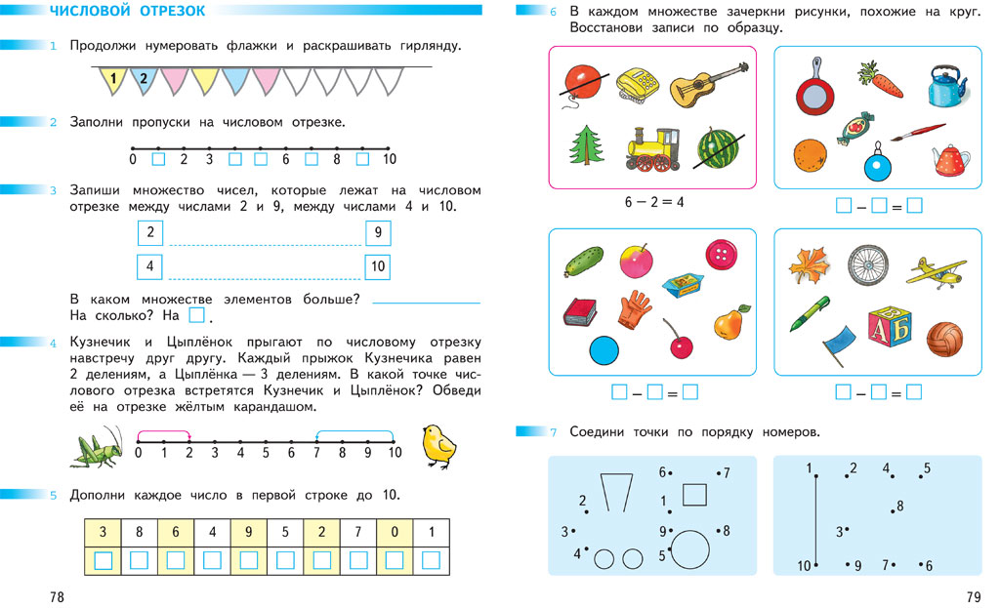 ЧИСЛОВОЙ ОТРЕЗОК
1 Продолжи нумеровать флажки и раскрашивать гирлянду.
1 2
2 Заполни пропуски на числовом отрезке.
0 2 3 6 8 10
3 Запиши множество чисел, которые лежат на числовом
отрезке между числами 2 и 9, между числами 4 и 10.
2 9
4 10
В каком множестве элементов больше?
На сколько? На .
4 Кузнечик и Цыплёнок прыгают по числовому отрезку
навстречу друг другу. Каждый прыжок Кузнечика равен
2 делениям, а Цыплёнка — 3 делениям. В какой точке чис-
лового отрезка встретятся Кузнечик и Цыплёнок? Обведи
её на отрезке жёлтым карандашом.
0 1 2 3 4 5 6 7 8 9 10
5 Дополни каждое число в первой строке до 10.
3 8 6 4 9 5 2 7 0 1
78
6 В каждом множестве зачеркни рисунки, похожие на круг.
Восстанови записи по образцу.
6 − 2 = 4
− =
В
А Б
− =
− =
7 Соедини точки по порядку номеров.
6 7
2 1
3 9 8
4 5
1 2 4 5
8
3
10 9 7 6
79